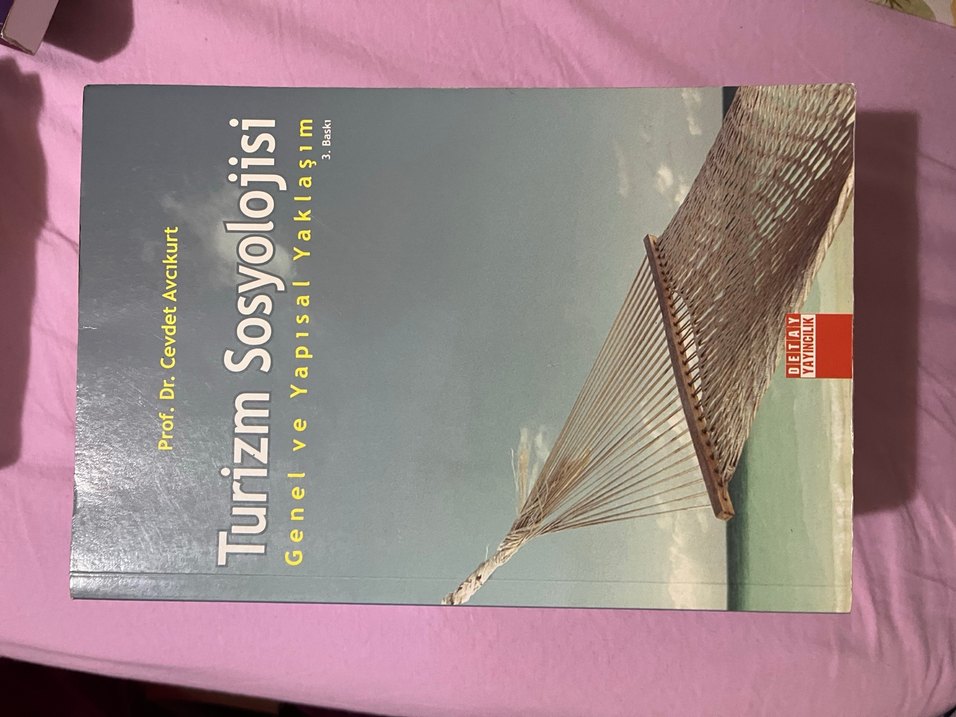 Prof. Dr. Cevdet Avcıkurt
Turizm Sosyolojisi
Genel ve Yapısal Yaklaşım
3. Baskı
DETAY
YAYINCILIK